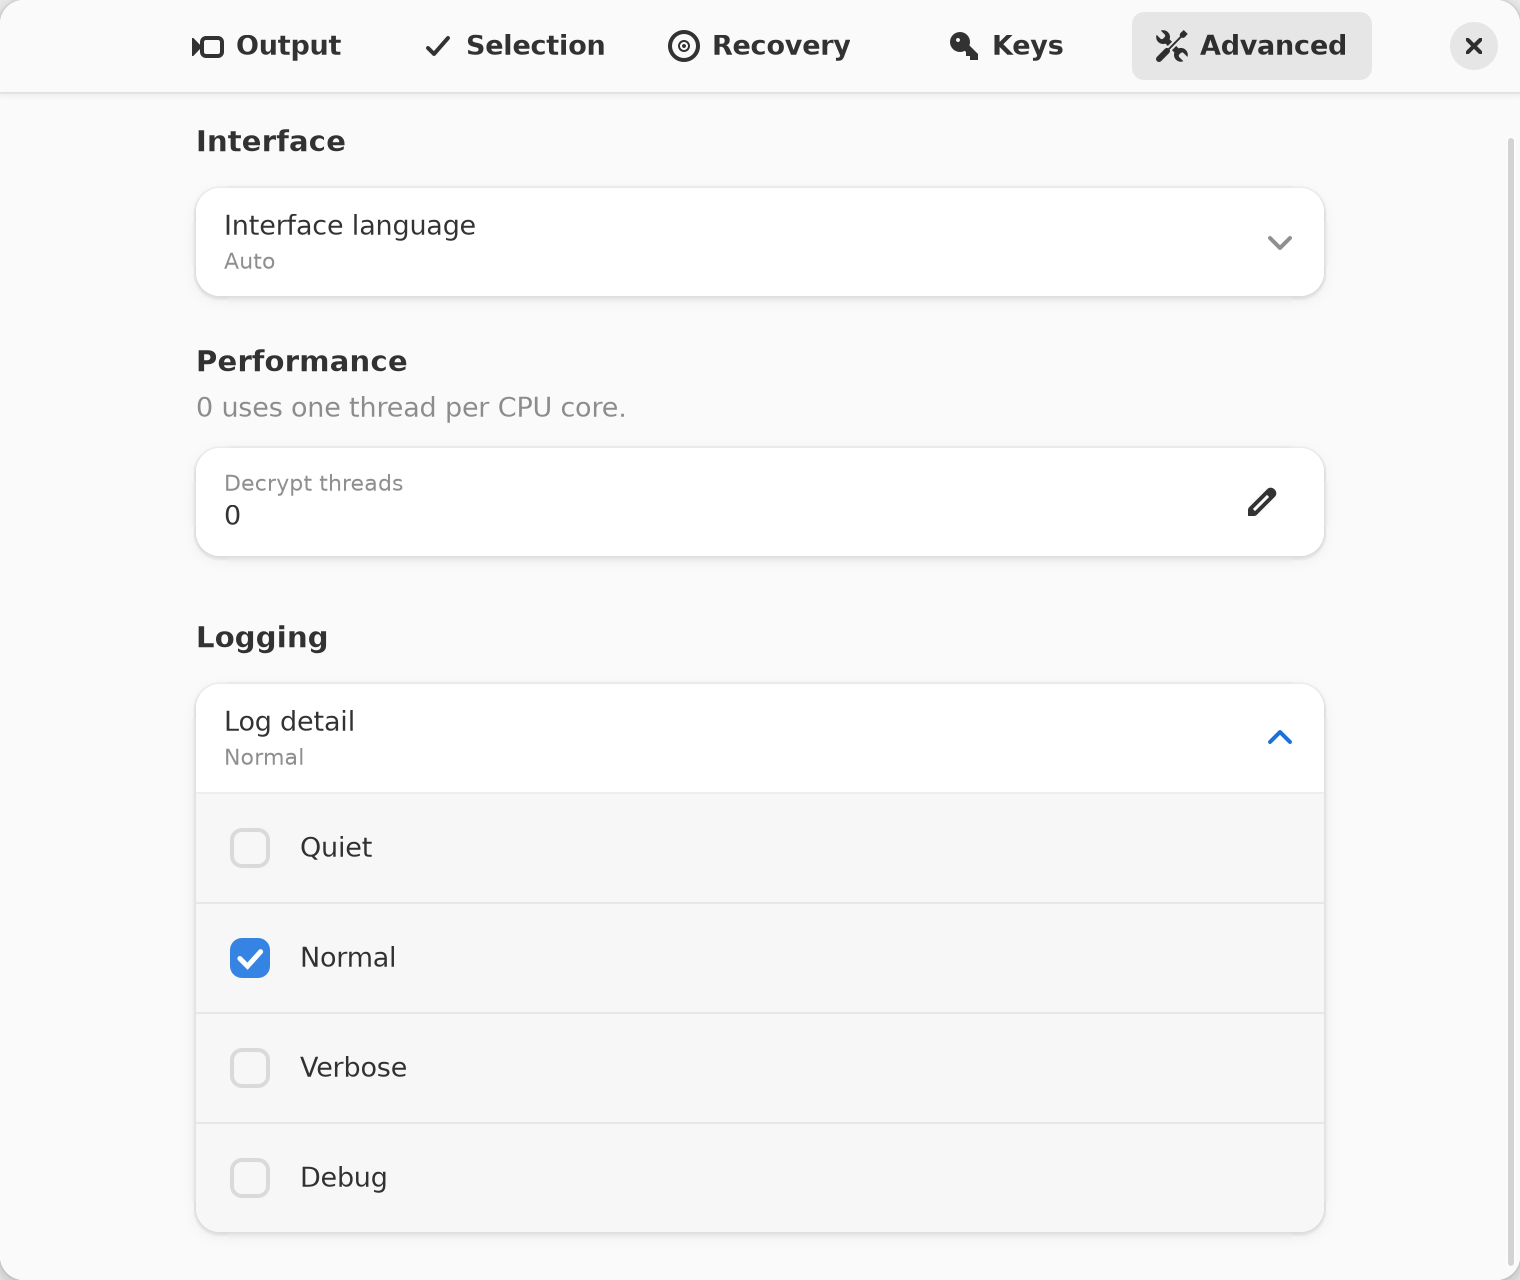 Output
Selection
Recovery
Keys
Advanced
Interface
Interface language
Auto
Performance
0 uses one thread per CPU core.
Decrypt threads
0
Logging
Log detail
Normal
Quiet
Normal
Verbose
Debug